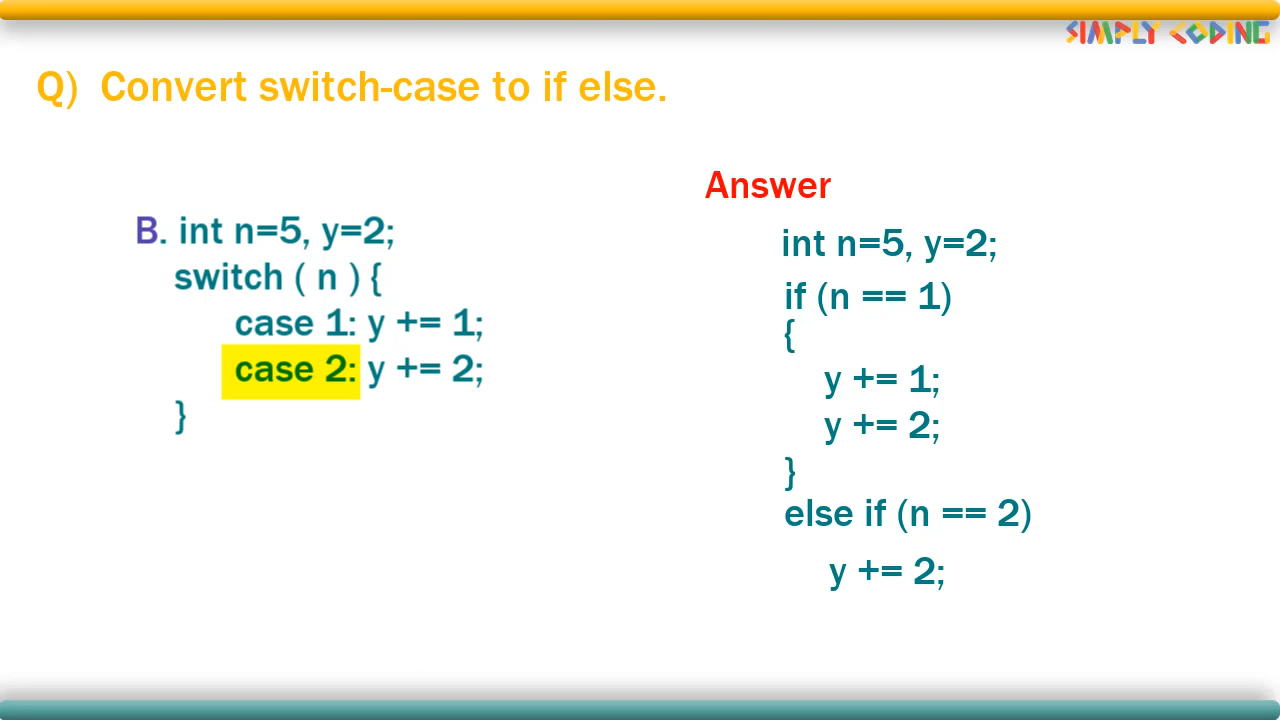 SIMPLY CODING
Q) Convert switch-case to if else.
B. int n=5, y=2;
switch ( n ) {
case 1: y += 1;
case 2: y += 2;
}
Answer
int n=5, y=2;
if (n == 1)
{
y += 1;
y += 2;
}
else if (n == 2)
y += 2;